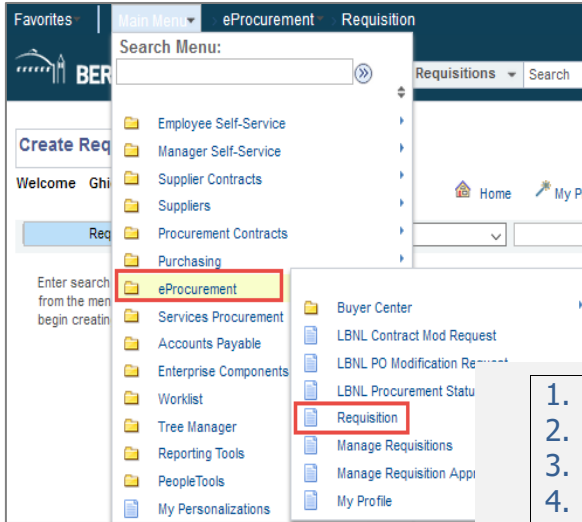 Favorites Main Menu eProcurement Requisition
Search Menu:
BER
Requisitions Search
Employee Self-Service
Create Req
Manager Self-Service
Welcome Ghi
Supplier Contracts
Home My P
Suppliers
Req
Procurement Contracts
Purchasing
Enter search
from the men
begin creatin
eProcurement
Services Procurement
Accounts Payable
Enterprise Components
Worklist
Tree Manager
Reporting Tools
PeopleTools
My Personalizations
Buyer Center
LBNL Contract Mod Request
LBNL PO Modification Request
LBNL Procurement Statu
Requisition
Manage Requisitions
Manage Requisition Appr
My Profile
1.
2.
3.
4.